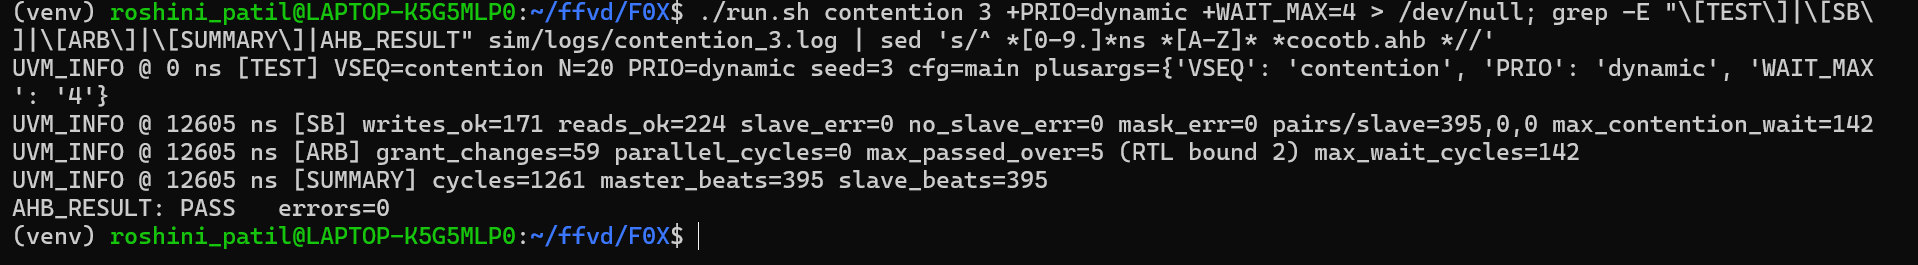 (venv) roshini_patil@LAPTOP-K5G5MLP0:~/ffvd/F0X$ ./run.sh contention 3 +PRIO=dynamic +WAIT_MAX=4 > /dev/null; grep -E "\[TEST\]|\[SB\
]|\[ARB\]|\[SUMMARY\]|AHB_RESULT" sim/logs/contention_3.log | sed 's/^ *[0-9.]*ns *[A-Z]* *cocotb.ahb *//'
UVM_INFO @ 0 ns [TEST] VSEQ=contention N=20 PRIO=dynamic seed=3 cfg=main plusargs={'VSEQ': 'contention', 'PRIO': 'dynamic', 'WAIT_MAX
': '4'}
UVM_INFO @ 12605 ns [SB] writes_ok=171 reads_ok=224 slave_err=0 no_slave_err=0 mask_err=0 pairs/slave=395,0,0 max_contention_wait=142
UVM_INFO @ 12605 ns [ARB] grant_changes=59 parallel_cycles=0 max_passed_over=5 (RTL bound 2) max_wait_cycles=142
UVM_INFO @ 12605 ns [SUMMARY] cycles=1261 master_beats=395 slave_beats=395
AHB_RESULT: PASS   errors=0
(venv) roshini_patil@LAPTOP-K5G5MLP0:~/ffvd/F0X$